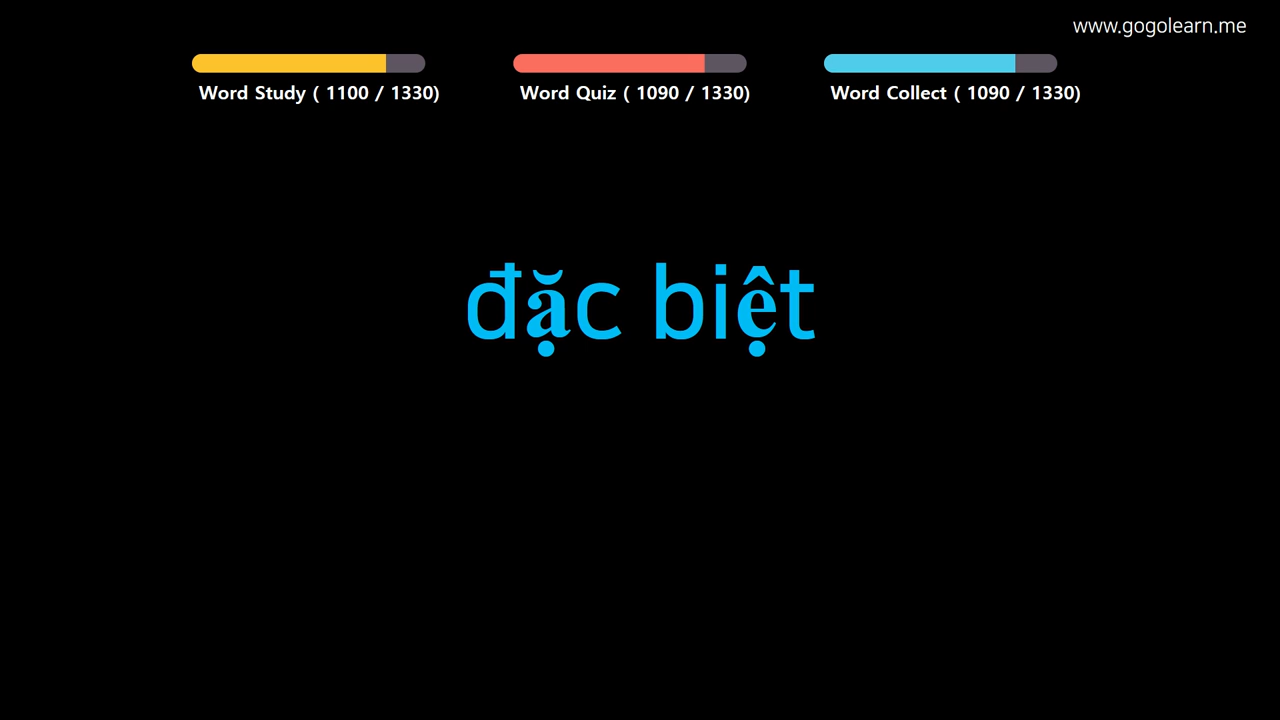 www.gogolearn.me
Word Study ( 1100 / 1330)
Word Quiz ( 1090 / 1330)
Word Collect ( 1090 / 1330)
đặc biệt